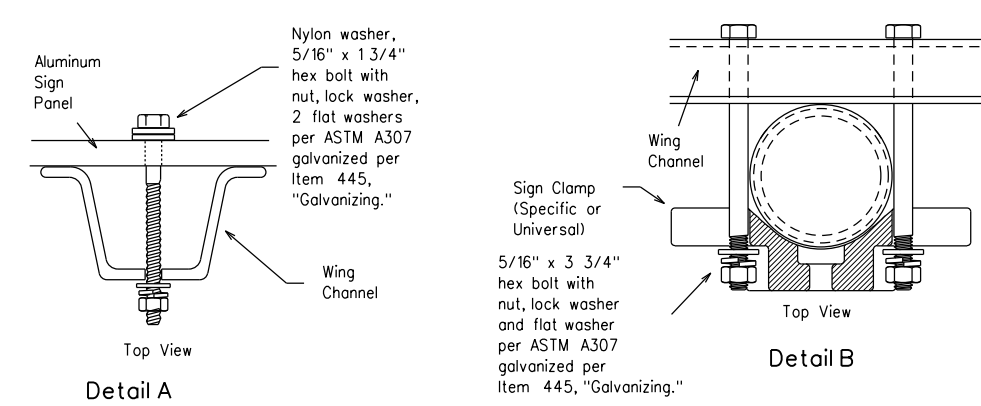 Nylon washer,
5/16" x 1 3/4"
hex bolt with
nut, lock washer,
2 flat washers
per ASTM A307
galvanized per
Item 445,
"Galvanizing."
Aluminum
Sign
Panel
Wing
Channel
Top View
Detail A
Wing
Channel
Sign Clamp
(Specific or
Universal)
5/16" x 3 3/4"
hex bolt with
nut, lock washer
and flat washer
per ASTM A307
galvanized per
Item 445, "Galvanizing."
Top View
Detail B